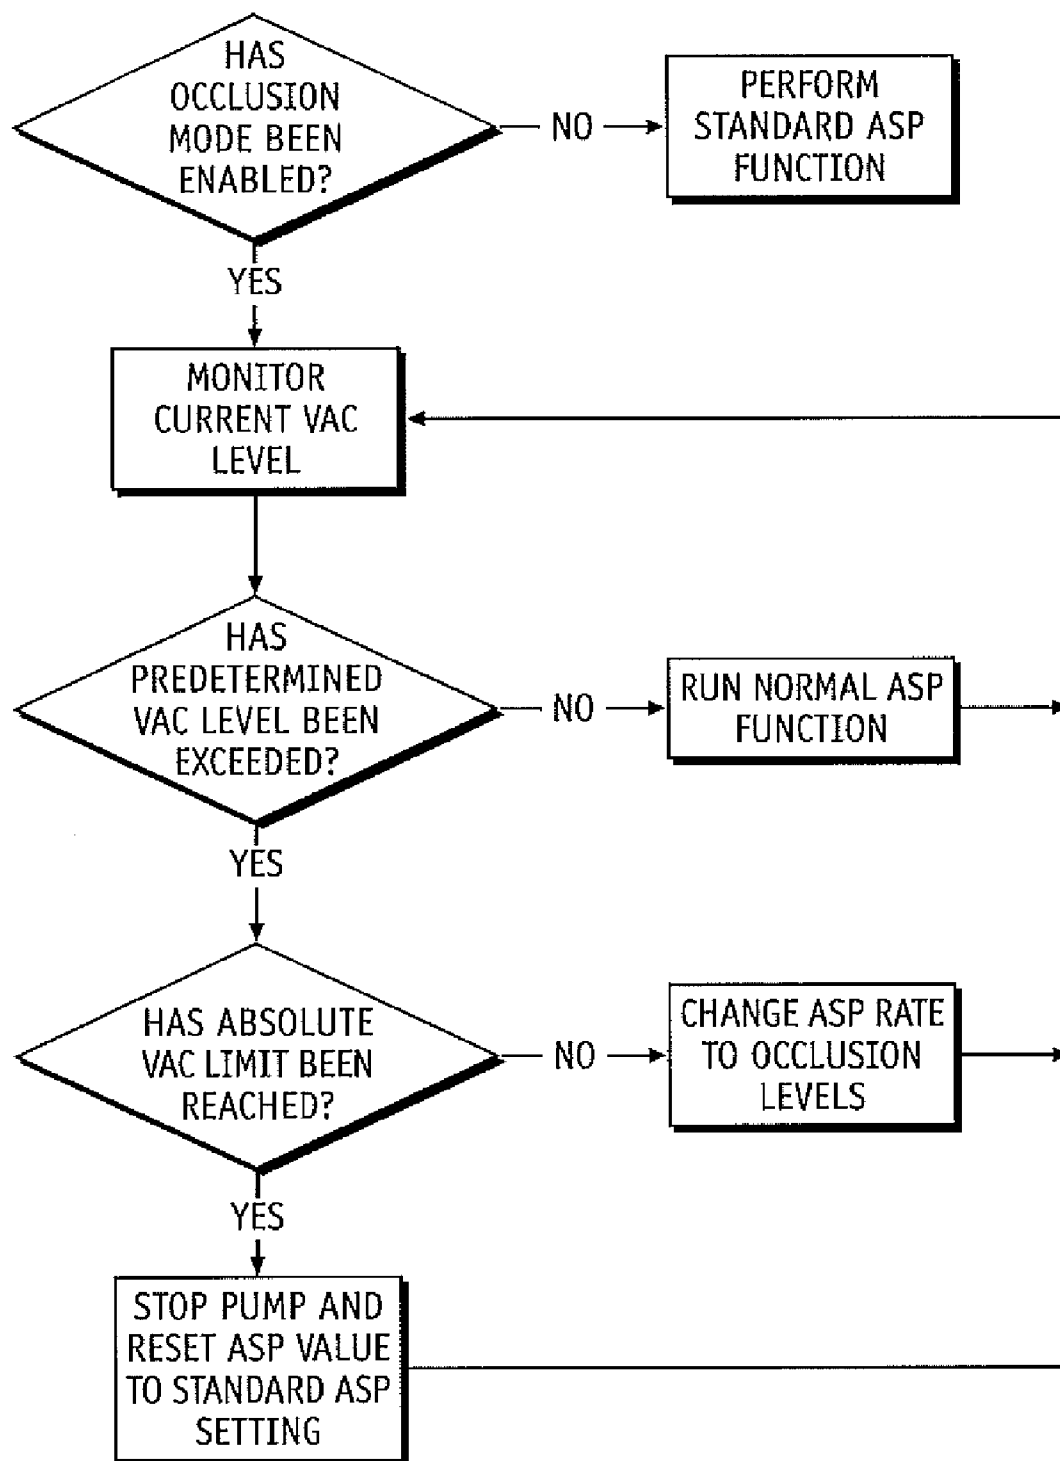 HAS
OCCLUSION
MODE BEEN
ENABLED?
NO
PERFORM
STANDARD ASP
FUNCTION
YES
MONITOR
CURRENT VAC
LEVEL
HAS
PREDETERMINED
VAC LEVEL BEEN
EXCEEDED?
NO
RUN NORMAL ASP
FUNCTION
YES
HAS ABSOLUTE
VAC LIMIT BEEN
REACHED?
NO
CHANGE ASP RATE
TO OCCLUSION
LEVELS
YES
STOP PUMP AND
RESET ASP VALUE
TO STANDARD ASP
SETTING